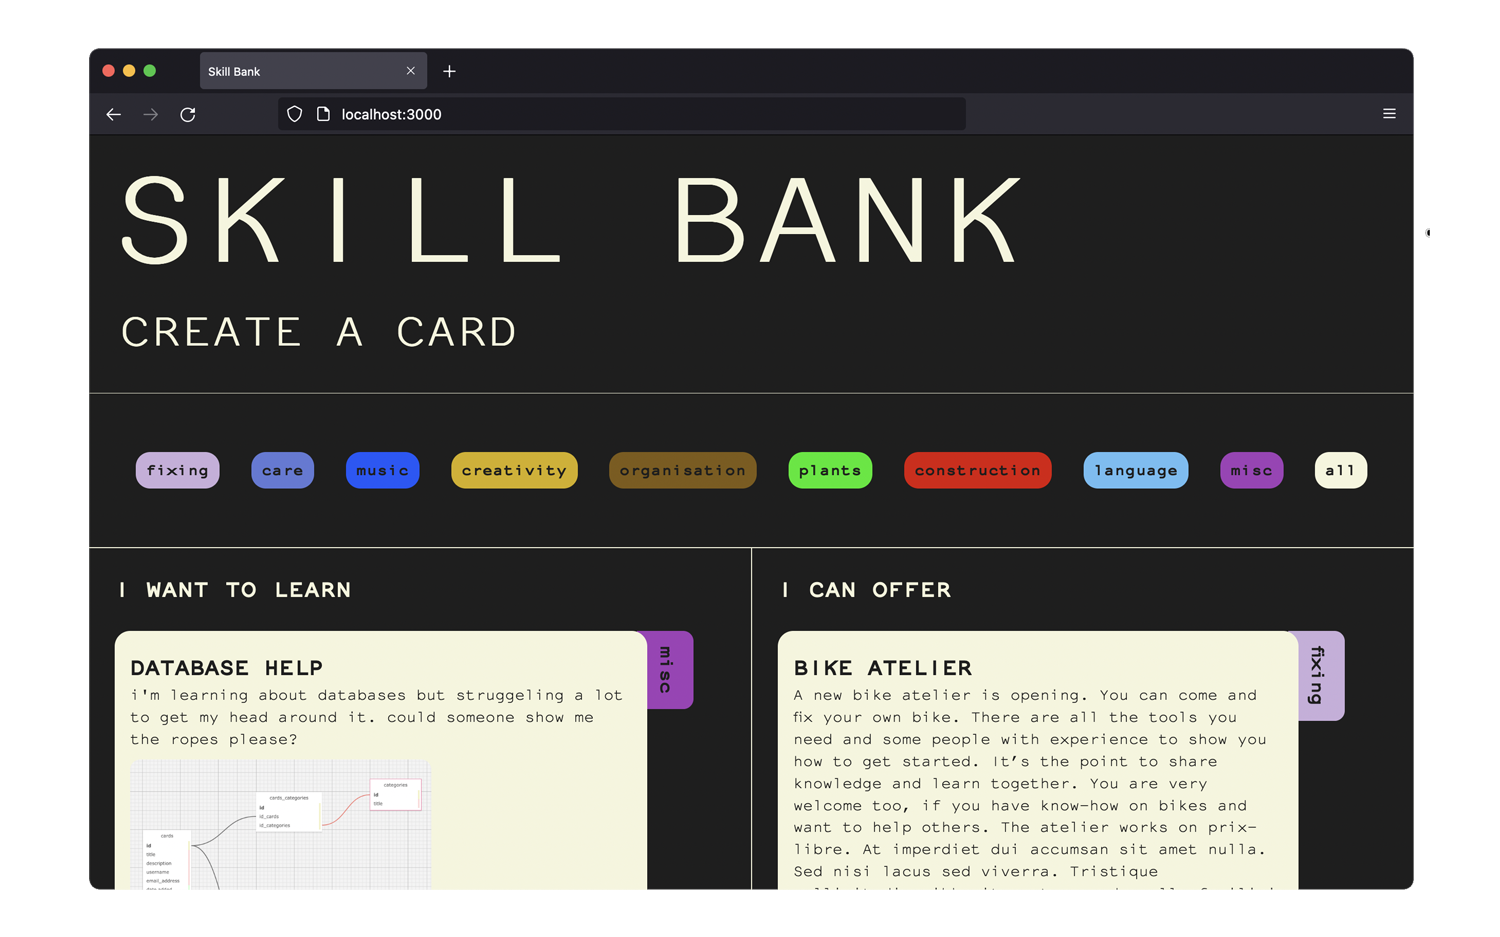 Skill Bank
localhost:3000
SKILL BANK
CREATE A CARD
fixing care music creativity organisation plants construction language misc all
I WANT TO LEARN
DATABASE HELP
misc
i'm learning about databases but struggeling a lot
to get my head around it. could someone show me
the ropes please?
categories
id
title
cards_categories
id
id_cards
id_categories
cards
id
title
description
username
email_address
I CAN OFFER
BIKE ATELIER
fixing
A new bike atelier is opening. You can come and
fix your own bike. There are all the tools you
need and some people with experience to show you
how to get started. It’s the point to share
knowledge and learn together. You are very
welcome too, if you have know-how on bikes and
want to help others. The atelier works on prix-
libre. At imperdiet dui accumsan sit amet nulla.
Sed nisi lacus sed viverra. Tristique